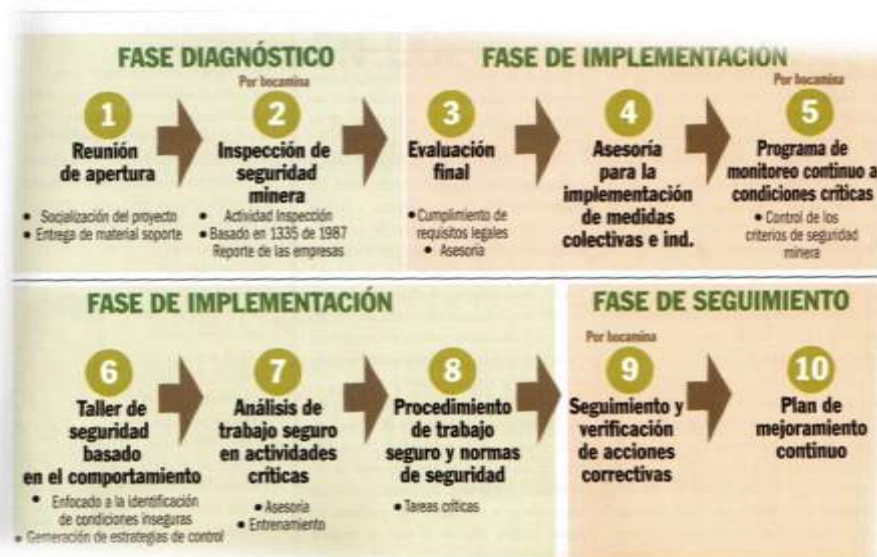 FASE DIAGNÓSTICO
Por bocamina
1
Reunión
de apertura
• Socialización del proyecto
• Entrega de material soporte
2
Inspección de
seguridad
minera
• Actividad Inspección
• Basado en 1335 de 1987
Reporte de las empresas
FASE DE IMPLEMENTACIÓN
Por bocamina
3
Evaluación
final
• Cumplimiento de
requisitos legales
• Asesoría
4
Asesoría
para la
implementación
de medidas
colectivas e ind.
5
Programa de
monitoreo continuo a
condiciones críticas
• Control de los
criterios de seguridad
minera
FASE DE IMPLEMENTACIÓN
6
Taller de
seguridad
basado
en el comportamiento
• Enfocado a la identificación
de condiciones inseguras
• Gemeración de estrategias de control
7
Análisis de
trabajo seguro
en actividades
críticas
• Asesoría
• Entrenamiento
8
Procedimiento
de trabajo
seguro y normas
de seguridad
• Tareas críticas
FASE DE SEGUIMIENTO
Por bocamina
9
Seguimiento y
verificación
de acciones
correctivas
10
Plan de
mejoramiento
continuo